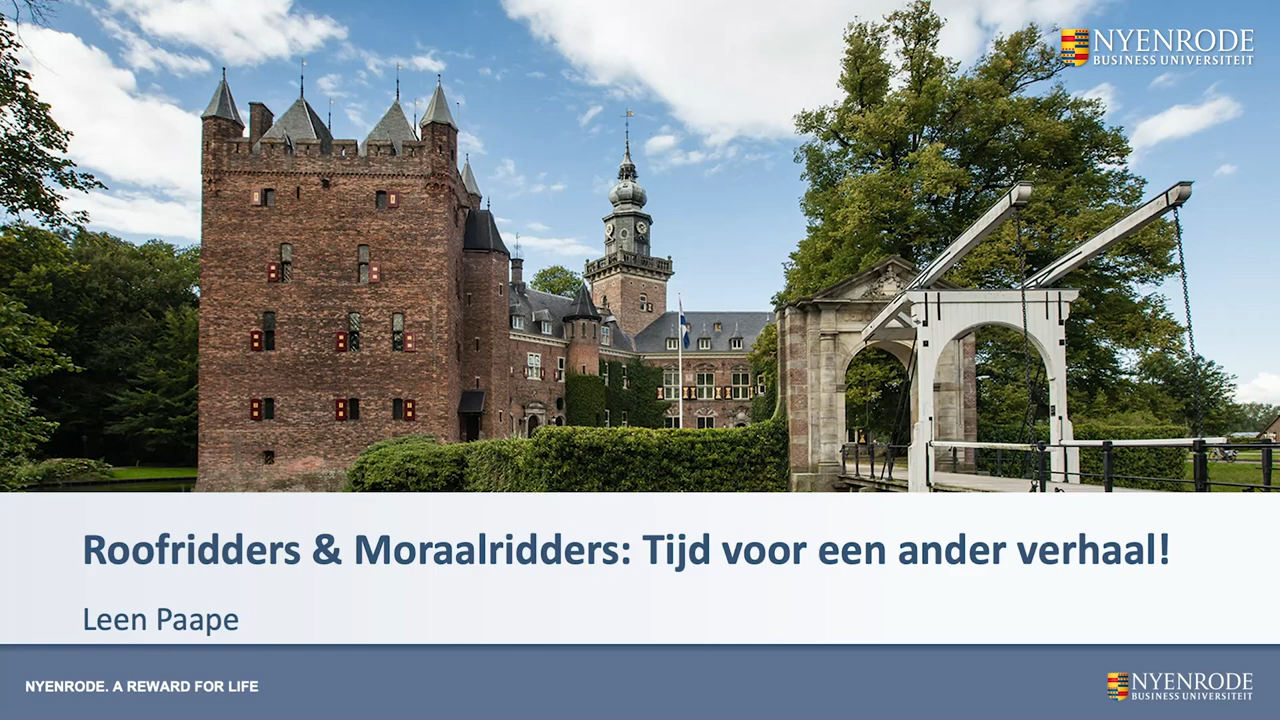 NYENRODE
BUSINESS UNIVERSITEIT
Roofridders & Moraalridders: Tijd voor een ander verhaal!
Leen Paape
NYENRODE. A REWARD FOR LIFE
NYENRODE
BUSINESS UNIVERSITEIT